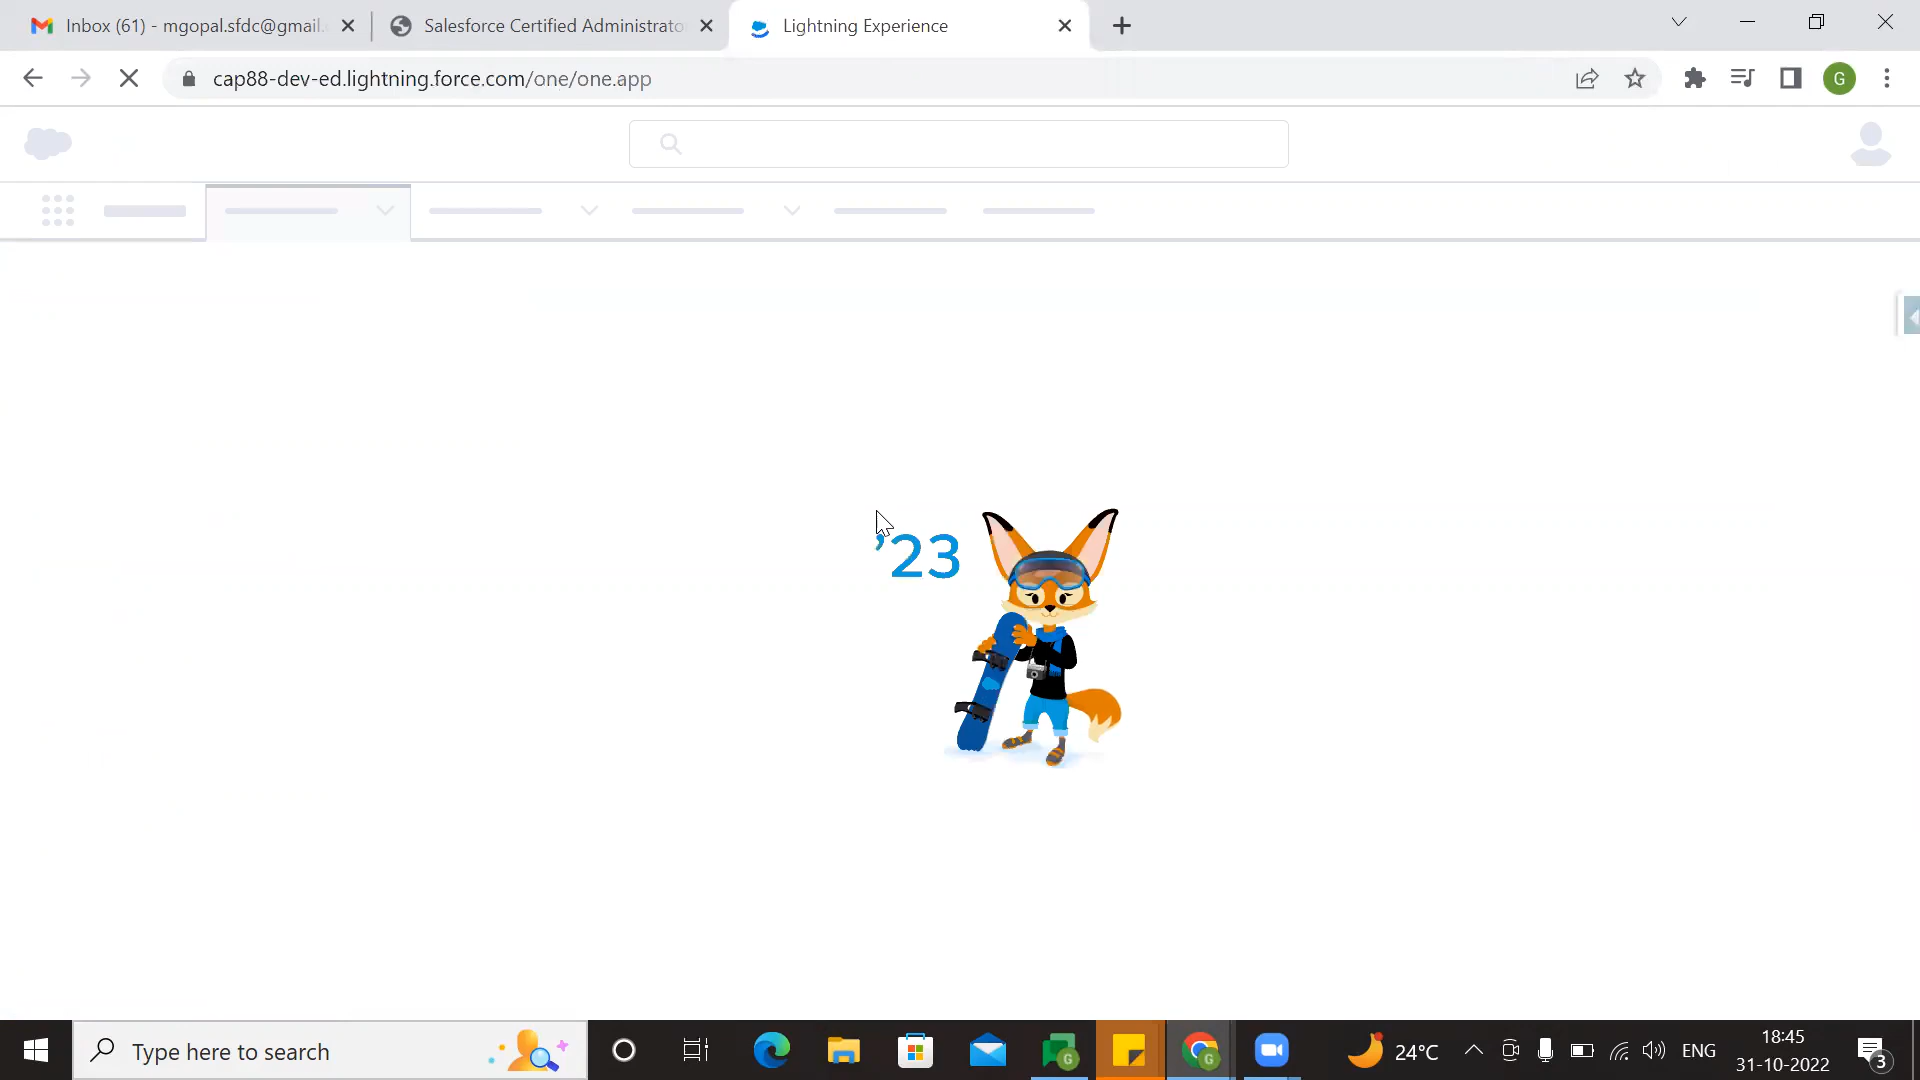 Inbox (61) - mgopal.sfdc@gmail.
Salesforce Certified Administrato
Lightning Experience
cap88-dev-ed.lightning.force.com/one/one.app
G
'23
Type here to search
G
G
24°C
ENG
18:45
31-10-2022
3